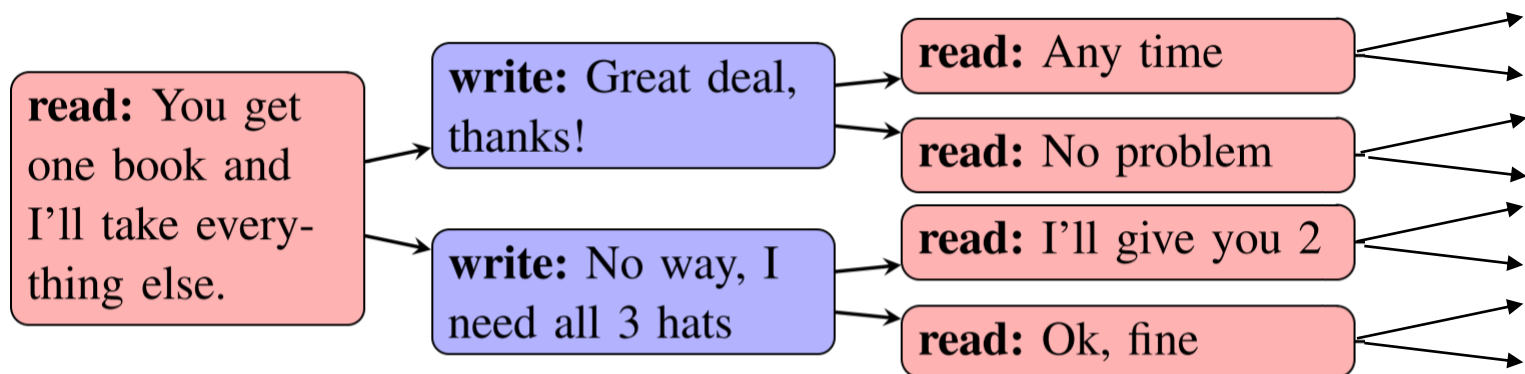 read: You get
one book and
I'll take every-
thing else.
write: Great deal,
thanks!
write: No way, I
need all 3 hats
read: Any time
read: No problem
read: I'll give you 2
read: Ok, fine